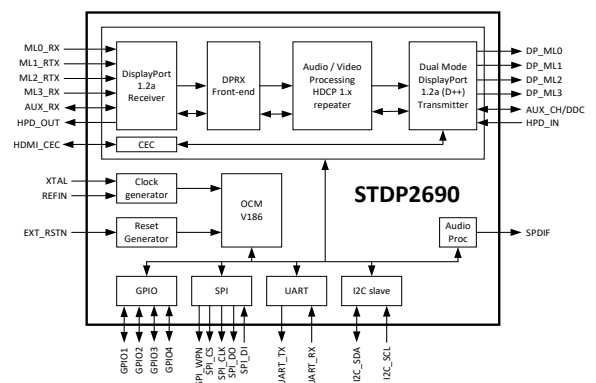 ML0_RX
ML1_RTX
ML2_RTX
ML3_RX
AUX_RX
HPD_OUT
HDMI_CEC
DisplayPort
1.2a
Receiver
DPRX
Front-end
Audio / Video
Processing
HDCP 1.x
repeater
Dual Mode
DisplayPort
1.2a (D++)
Transmitter
CEC
DP_ML0
DP_ML1
DP_ML2
DP_ML3
AUX_CH/DDC
HPD_IN
XTAL
REFIN
Clock
generator
OCM
V186
STDP2690
EXT_RSTN
Reset
Generator
Audio
Proc
SPDIF
GPIO
SPI
UART
I2C slave
GPIO1
GPIO2
GPIO3
GPIO4
SPI_WPN
SPI_CS
SPI_CLK
SPI_DO
SPI_DI
UART_TX
UART_RX
I2C_SDA
I2C_SCL